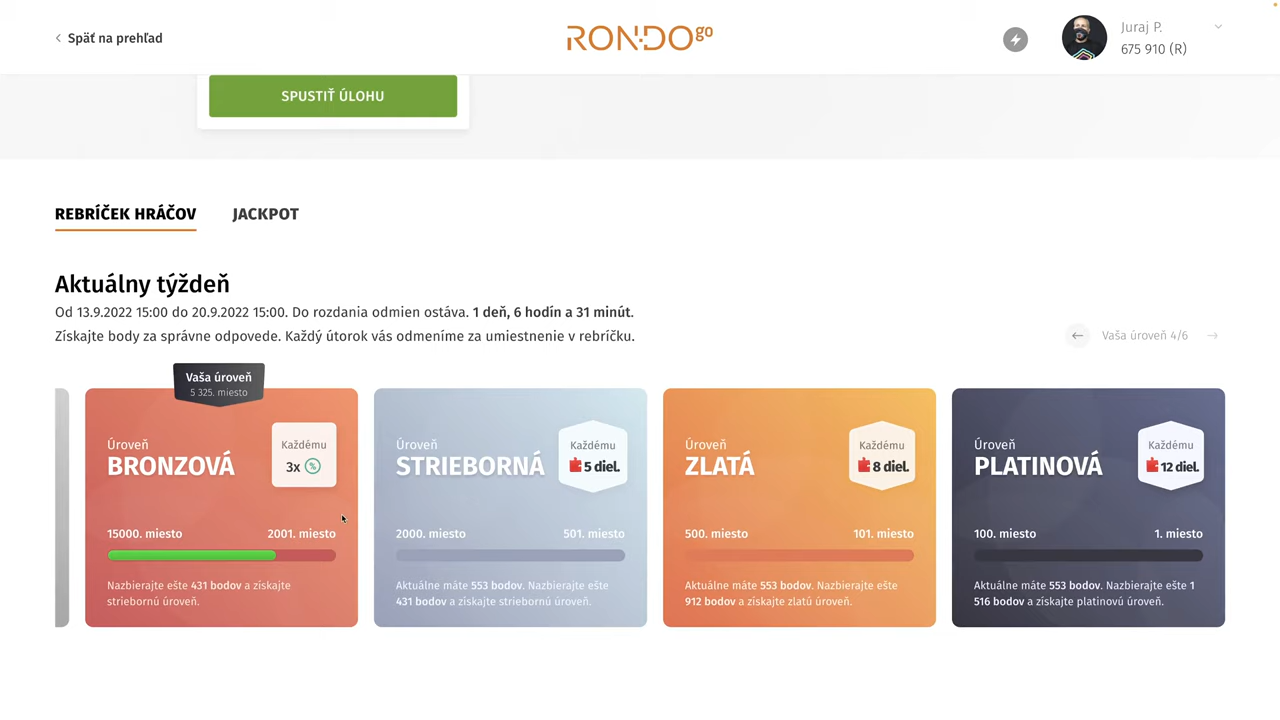 Späť na prehľad
RONDO go
Juraj P.
675 910 (R)
SPUSTIŤ ÚLOHU
REBRÍČEK HRÁČOV
JACKPOT
Aktuálny týždeň
Od 13.9.2022 15:00 do 20.9.2022 15:00. Do rozdania odmien ostáva. 1 deň, 6 hodín a 31 minút.
Získajte body za správne odpovede. Každý útorok vás odmeníme za umiestnenie v rebríčku.
Vaša úroveň 4/6
Vaša úroveň
5 325. miesto
Úroveň
BRONZOVÁ
Každému
3x %
15000. miesto
2001. miesto
Nazbierajte ešte 431 bodov a získajte
striebornú úroveň.
Úroveň
STRIEBORNÁ
Každému
5 diel.
2000. miesto
501. miesto
Aktuálne máte 553 bodov. Nazbierajte ešte
431 bodov a získajte striebornú úroveň.
Úroveň
ZLATÁ
Každému
8 diel.
500. miesto
101. miesto
Aktuálne máte 553 bodov. Nazbierajte ešte
912 bodov a získajte zlatú úroveň.
Úroveň
PLATINOVÁ
Každému
12 diel.
100. miesto
1. miesto
Aktuálne máte 553 bodov. Nazbierajte ešte 1
516 bodov a získajte platinovú úroveň.